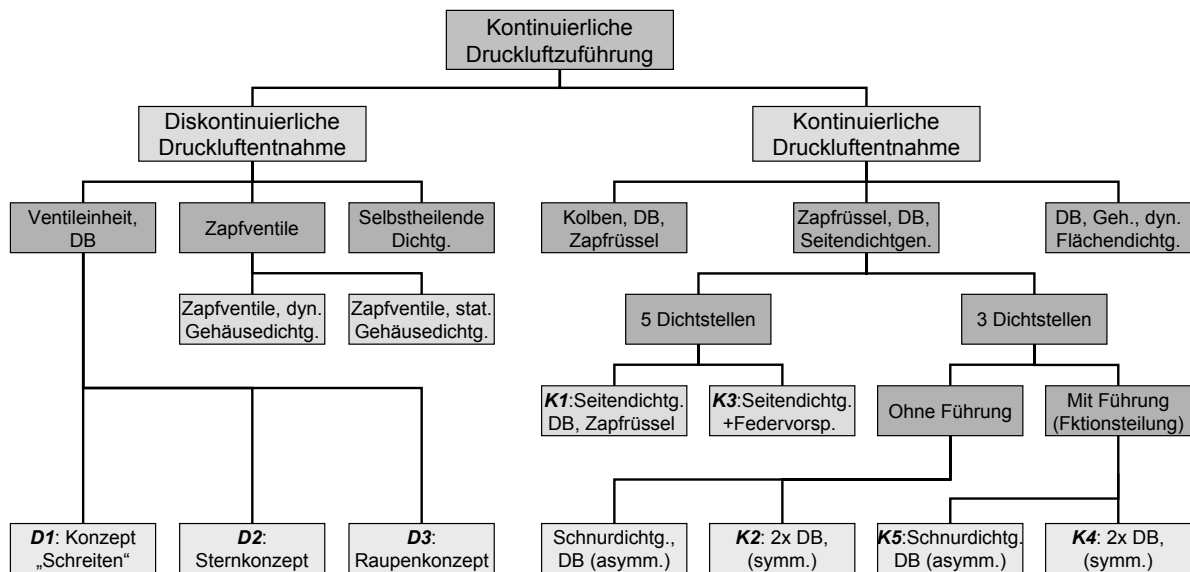 Kontinuierliche
Druckluftzuführung
Diskontinuierliche
Druckluftentnahme
Kontinuierliche
Druckluftentnahme
Ventileinheit,
DB
Zapfventile
Selbstheilende
Dichtg.
Kolben, DB,
Zapfrüssel
Zapfrüssel, DB,
Seitendichtgen.
DB, Geh., dyn.
Flächendichtg.
Zapfventile, dyn.
Gehäusedichtg.
Zapfventile, stat.
Gehäusedichtg.
5 Dichtstellen
3 Dichtstellen
K1:Seitendichtg.
DB, Zapfrüssel
K3:Seitendichtg.
+Federvorsp.
Ohne Führung
Mit Führung
(Fktionsteilung)
D1: Konzept
„Schreiten“
D2:
Sternkonzept
D3:
Raupenkonzept
Schnurdichtg.,
DB (asymm.)
K2: 2x DB,
(symm.)
K5:Schnurdichtg.
DB (asymm.)
K4: 2x DB,
(symm.)